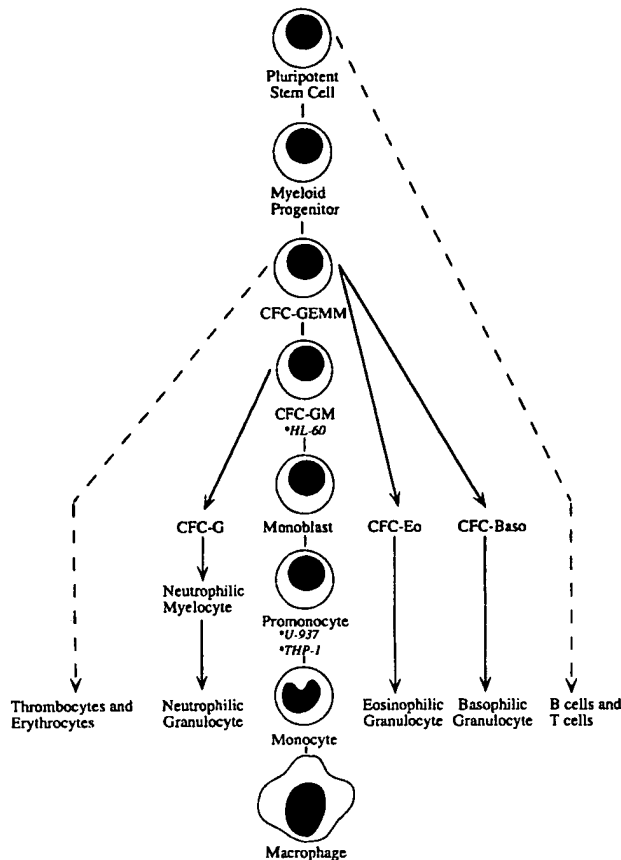 Pluripotent
Stem Cell
Myeloid
Progenitor
CFC-GEMM
CFC-GM
*HL-60
CFC-G
Monoblast
CFC-Eo
CFC-Baso
Neutrophilic
Myelocyte
Promonocyte
*U-937
*THP-1
Thrombocytes and
Erythrocytes
Neutrophilic
Granulocyte
Monocyte
Eosinophilic
Granulocyte
Basophilic
Granulocyte
B cells and
T cells
Macrophage